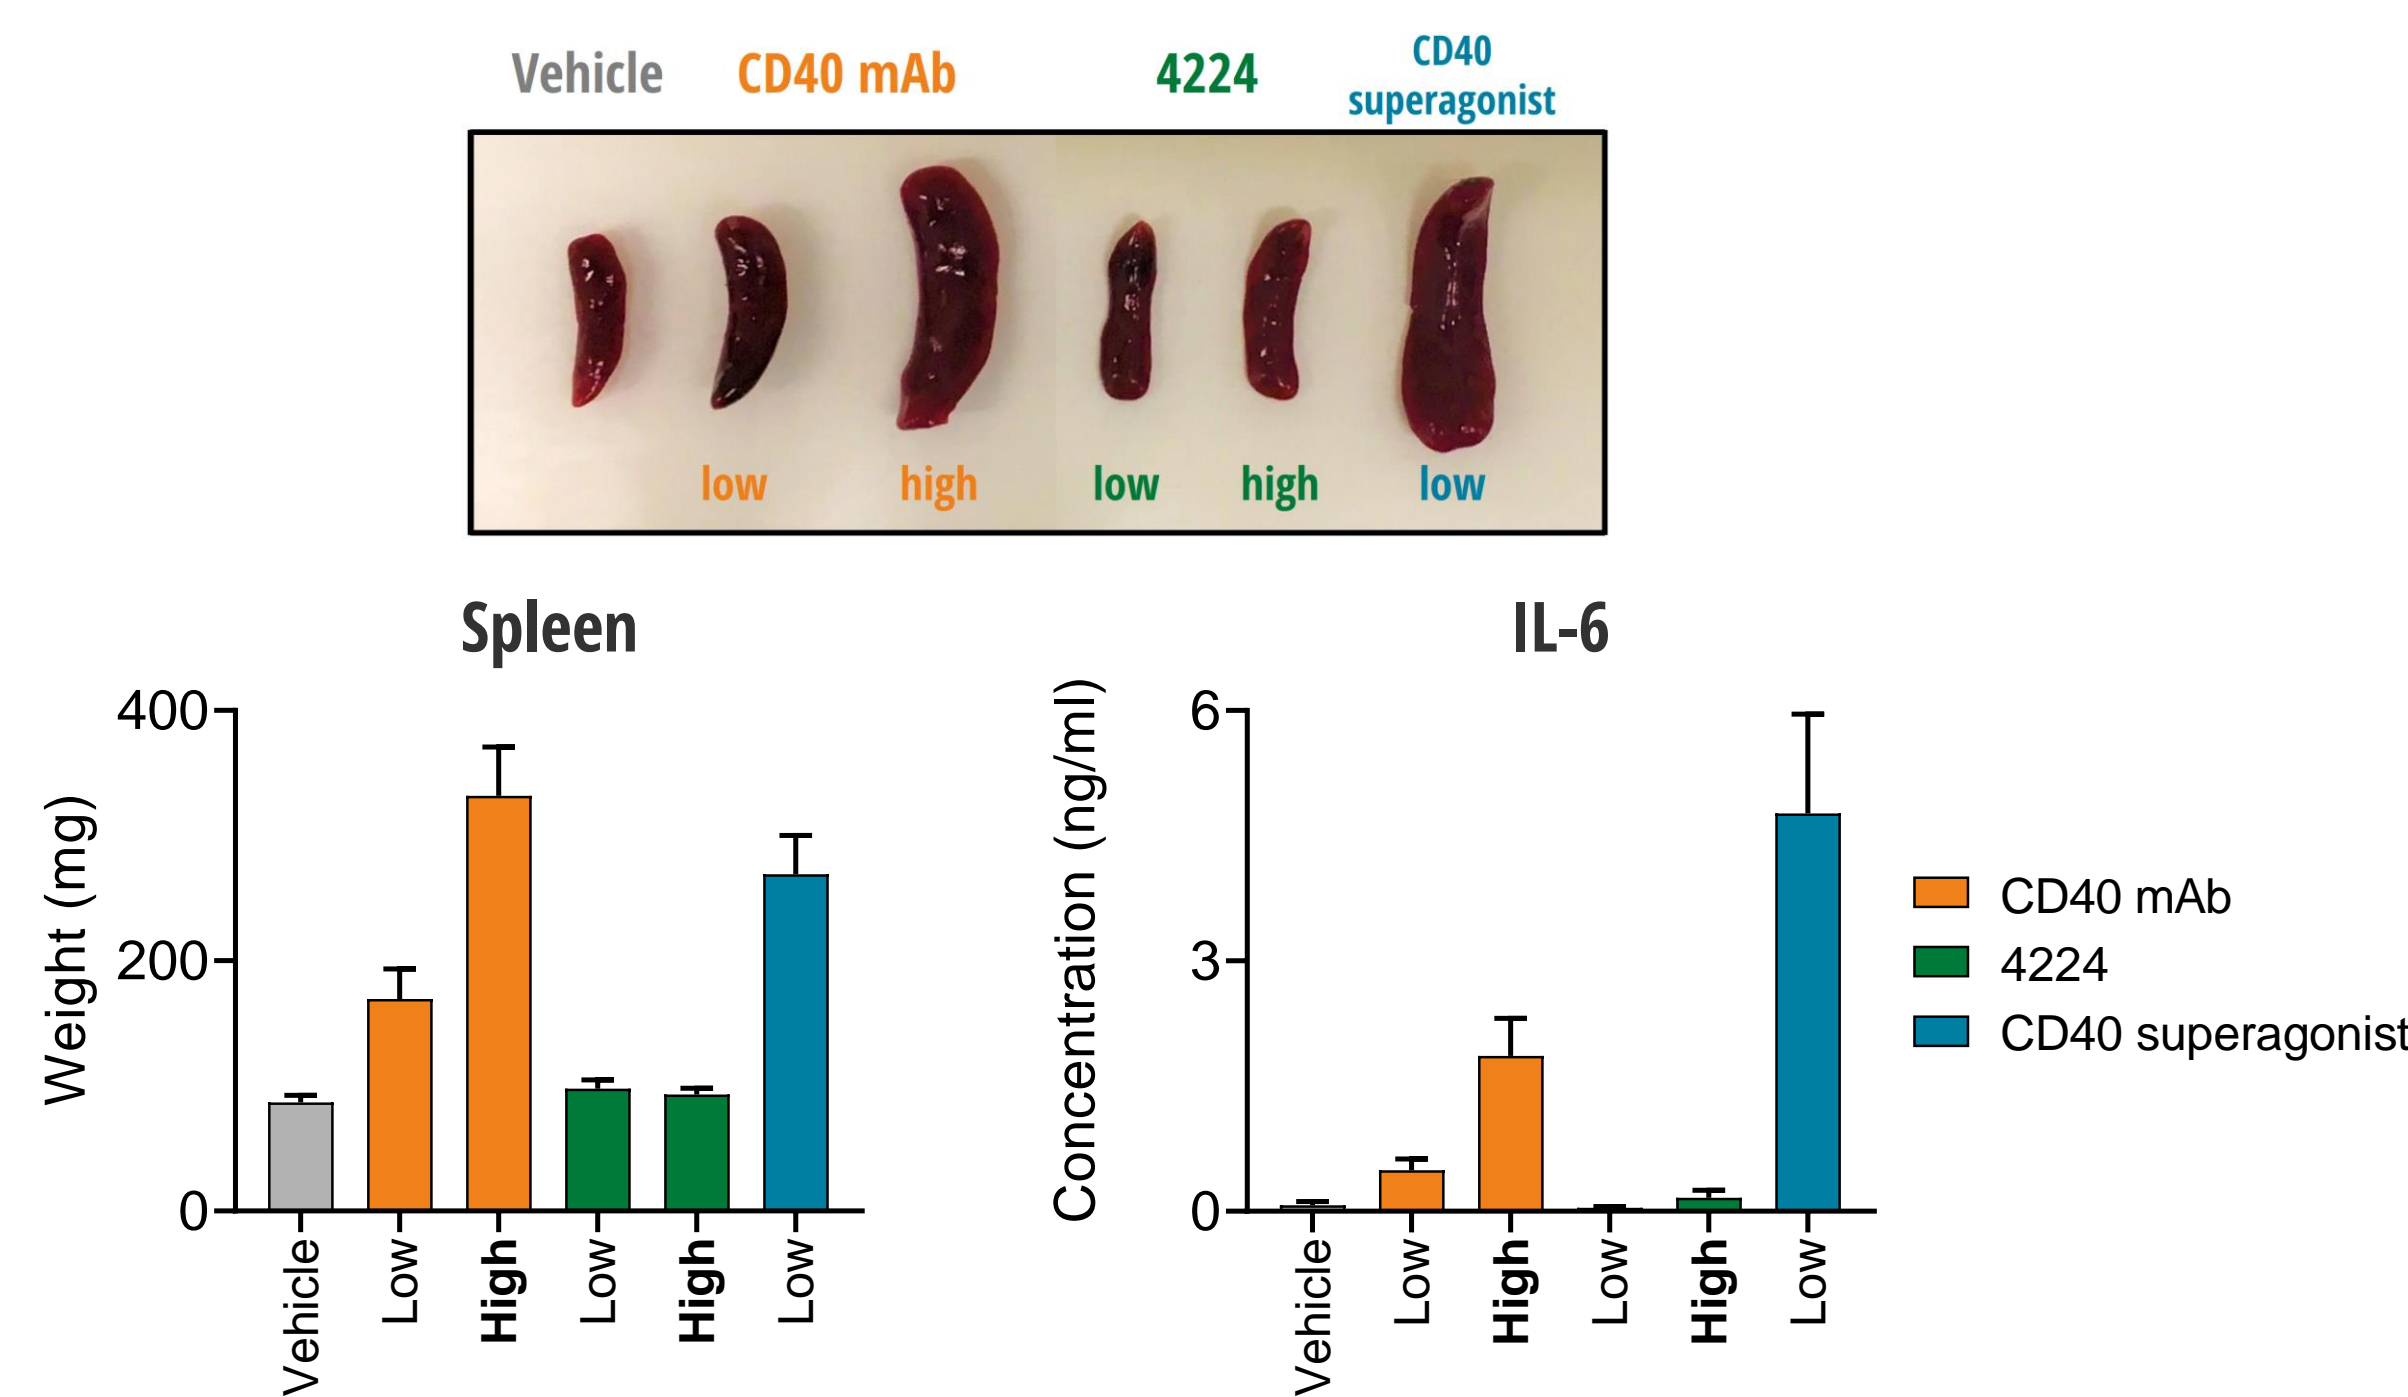 Vehicle
CD40 mAb
4224
CD40
superagonist
low
high
low
high
low
Spleen
Weight (mg)
400
200
0
Vehicle
Low
High
Low
High
Low
IL-6
Concentration (ng/ml)
6
3
0
Vehicle
Low
High
Low
High
Low
CD40 mAb
4224
CD40 superagonist